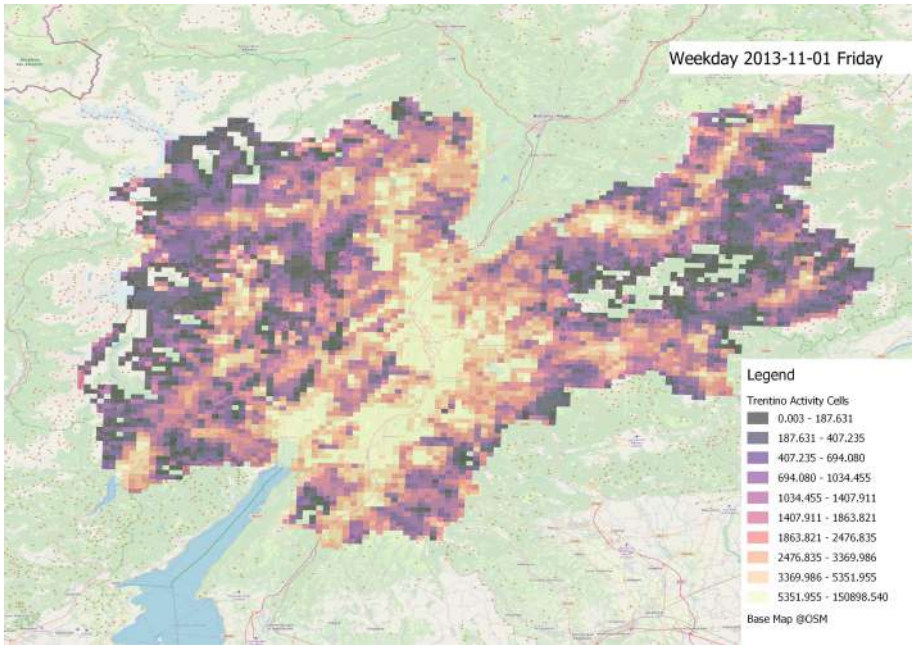 Weekday 2013-11-01 Friday
Legend
Trentino Activity Cells
0.003 - 187.631
187.631 - 407.235
407.235 - 694.080
694.080 - 1034.455
1034.455 - 1407.911
1407.911 - 1863.821
1863.821 - 2476.835
2476.835 - 3369.986
3369.986 - 5351.955
5351.955 - 150898.540
Base Map @OSM